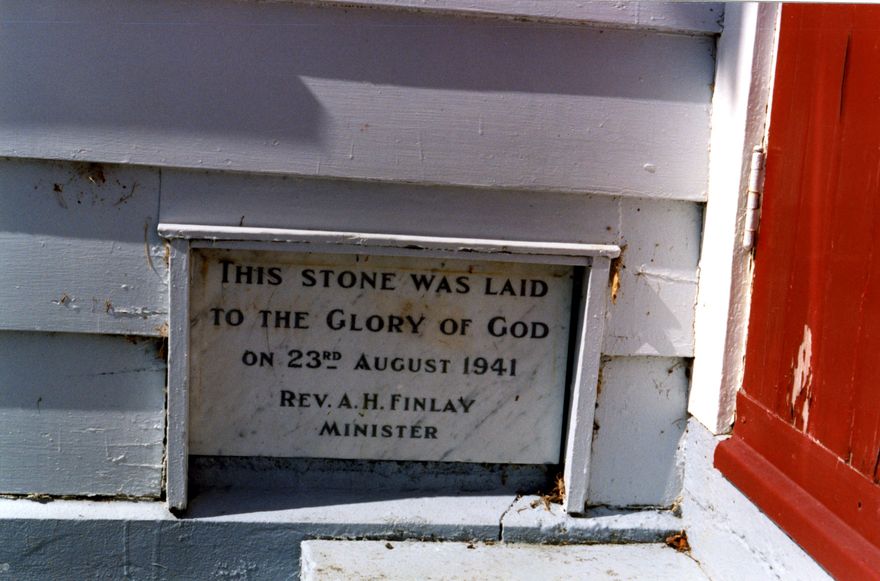 THIS STONE WAS LAID
TO THE GLORY OF GOD
ON 23RD AUGUST 1941
REV. A. H. FINLAY
MINISTER